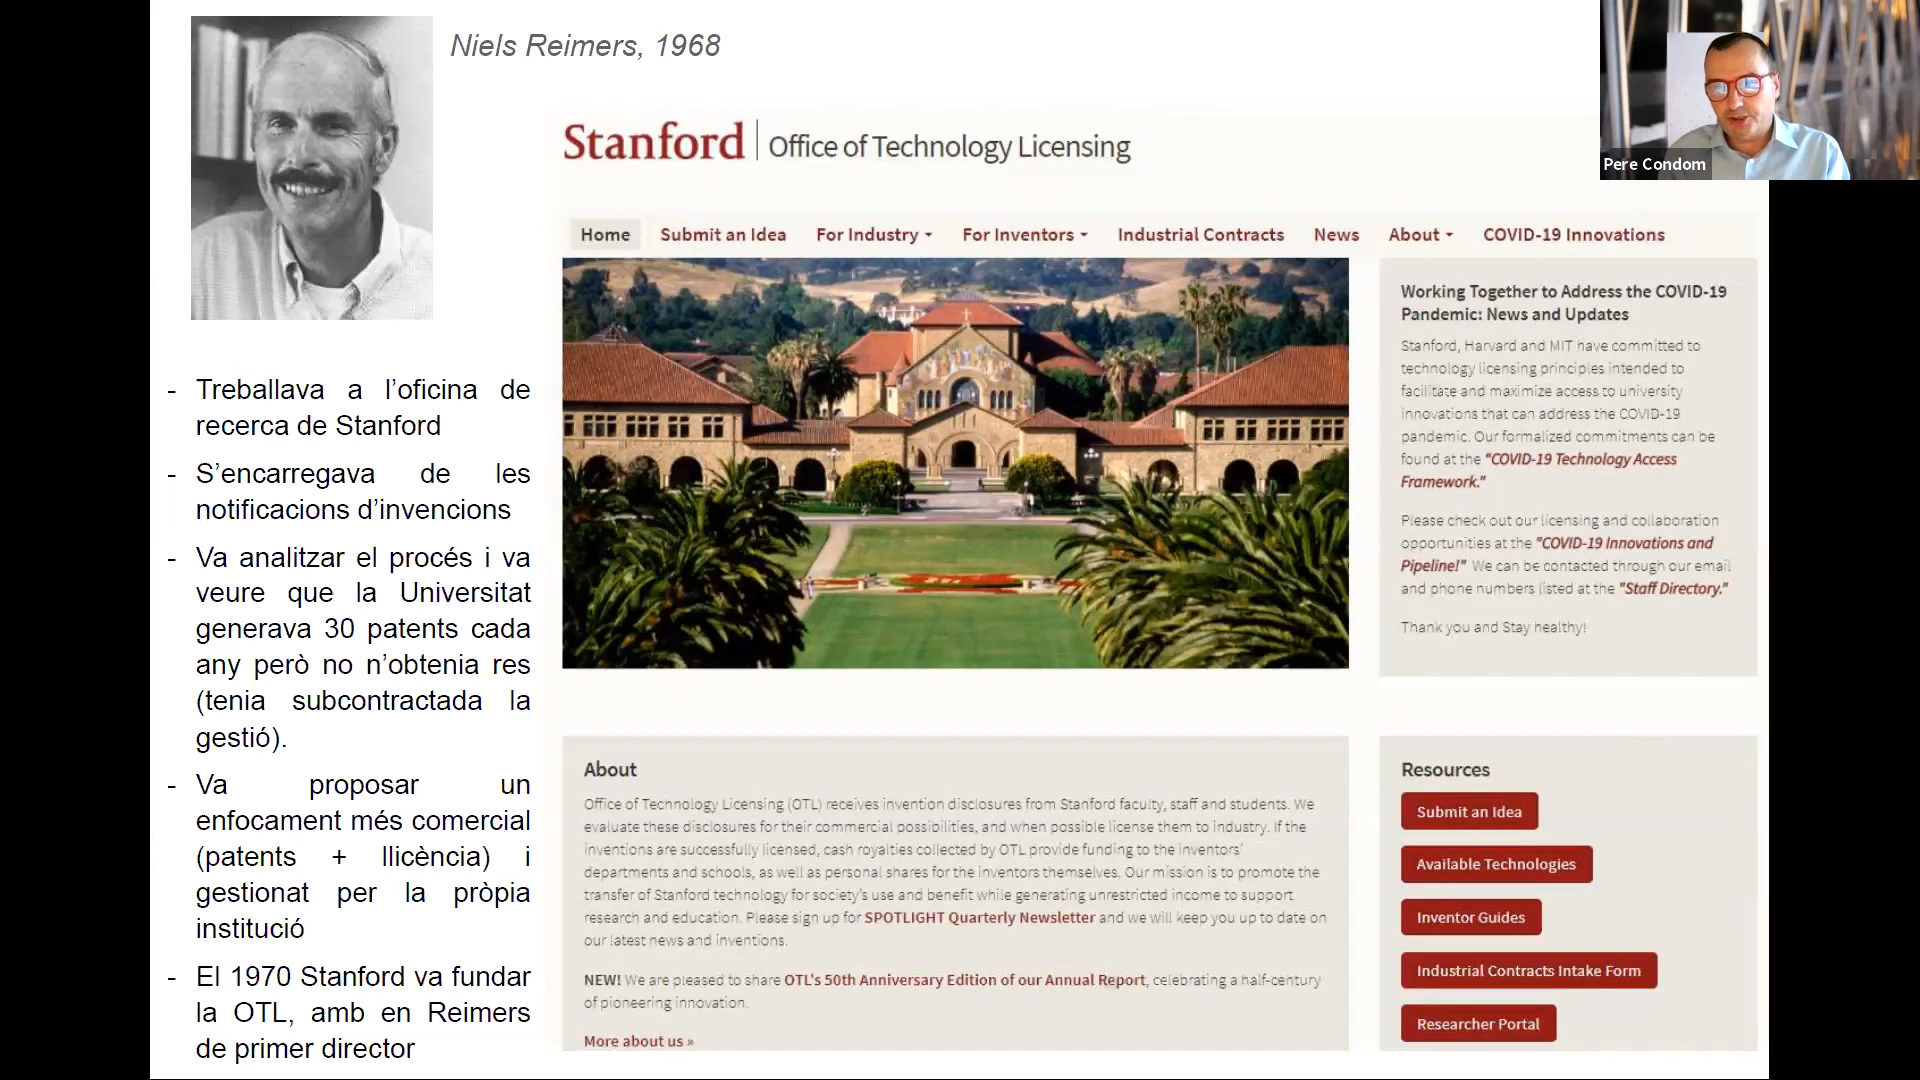 Niels Reimers, 1968
Pere Condom
Stanford | Office of Technology Licensing
Home Submit an Idea For Industry For Inventors Industrial Contracts News About COVID-19 Innovations
- Treballava a l'oficina de
recerca de Stanford
- S'encarregava de les
notificacions d'invencions
- Va analitzar el procés i va
veure que la Universitat
generava 30 patents cada
any però no n'obtenia res
(tenia subcontractada la
gestió).
- Va proposar un
enfocament més comercial
(patents + llicència) i
gestionat per la pròpia
institució
- El 1970 Stanford va fundar
la OTL, amb en Reimers
de primer director
Working Together to Address the COVID-19
Pandemic: News and Updates
Stanford, Harvard and MIT have committed to
technology licensing principles intended to
facilitate and maximize access to university
innovations that can address the COVID-19
pandemic. Our formalized commitments can be
found at the "COVID-19 Technology Access
Framework."
Please check out our licensing and collaboration
opportunities at the "COVID-19 Innovations and
Pipeline!" We can be contacted through our email
and phone numbers listed at the "Staff Directory."
Thank you and Stay healthy!
About
Office of Technology Licensing (OTL) receives invention disclosures from Stanford faculty, staff and students. We
evaluate these disclosures for their commercial possibilities, and when possible license them to industry. If the
inventions are successfully licensed, cash royalties collected by OTL provide funding to the inventors'
departments and schools, as well as personal shares for the inventors themselves. Our mission is to promote the
transfer of Stanford technology for society's use and benefit while generating unrestricted income to support
research and education. Please sign up for SPOTLIGHT Quarterly Newsletter and we will keep you up to date on
our latest news and inventions.
NEW! We are pleased to share OTL's 50th Anniversary Edition of our Annual Report, celebrating a half-century
of pioneering innovation.
More about us »
Resources
Submit an Idea
Available Technologies
Inventor Guides
Industrial Contracts Intake Form
Researcher Portal